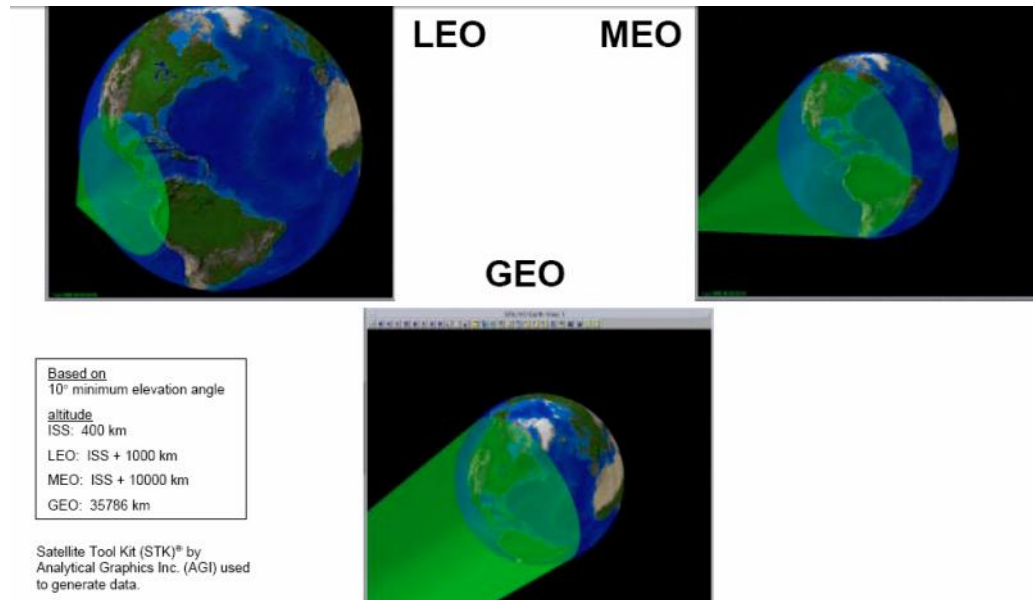 LEO
MEO
GEO
Based on
10° minimum elevation angle
altitude
ISS: 400 km
LEO: ISS + 1000 km
MEO: ISS + 10000 km
GEO: 35786 km
Satellite Tool Kit (STK)® by
Analytical Graphics Inc. (AGI) used
to generate data.